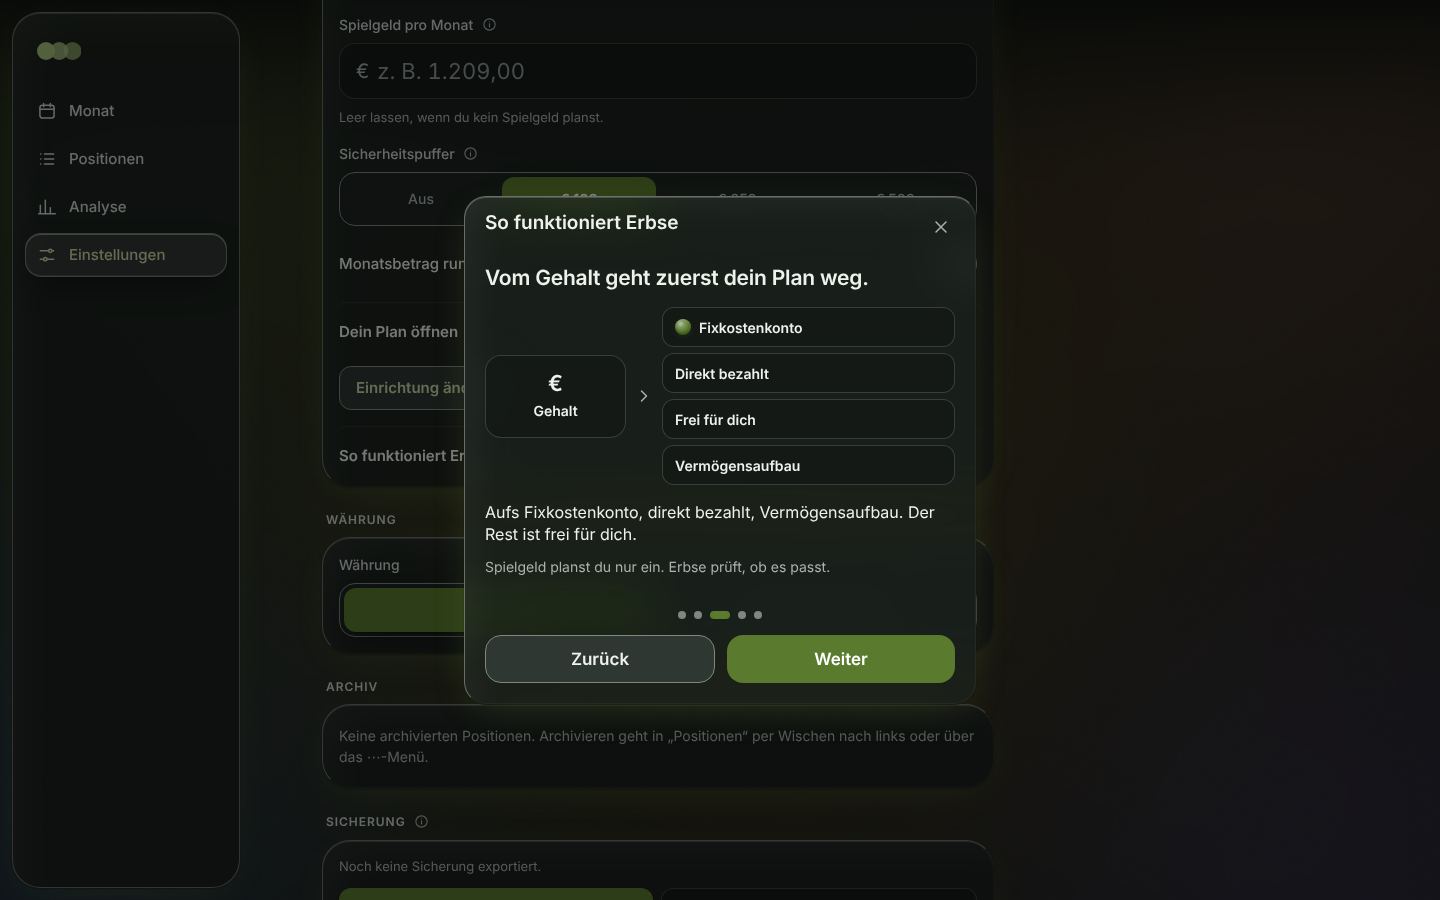 Monat
Positionen
Analyse
Einstellungen
Spielgeld pro Monat
€ z. B. 1.209,00
Leer lassen, wenn du kein Spielgeld planst.
Sicherheitspuffer
Aus
Monatsbetrag
Dein Plan öffnen
Einrichtung
So funktioniert
So funktioniert Erbse
Vom Gehalt geht zuerst dein Plan weg.
€
Gehalt
Fixkostenkonto
Direkt bezahlt
Frei für dich
Vermögensaufbau
Aufs Fixkostenkonto, direkt bezahlt, Vermögensaufbau. Der
Rest ist frei für dich.
Spielgeld planst du nur ein. Erbse prüft, ob es passt.
Zurück
Weiter
WÄHRUNG
Währung
ARCHIV
Keine archivierten Positionen. Archivieren geht in „Positionen“ per Wischen nach links oder über
das ···-Menü.
SICHERUNG
Noch keine Sicherung exportiert.